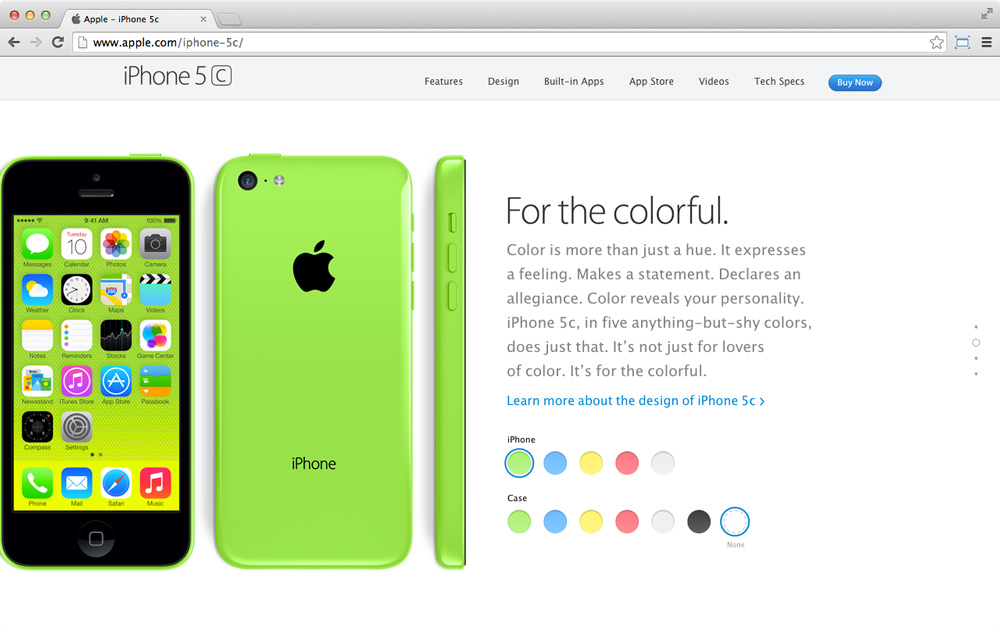 Apple - iPhone 5c
www.apple.com/iphone-5c/
iPhone 5C
Features Design Built-in Apps App Store Videos Tech Specs Buy Now
9:41 AM 100%
Tuesday
10
Messages Calendar Photos Camera
280
Weather Clock Maps Videos
Notes Reminders Stocks Game Center
Newsstand iTunes Store App Store Passbook
Compass Settings
Phone Mail Safari Music
iPhone
For the colorful.
Color is more than just a hue. It expresses
a feeling. Makes a statement. Declares an
allegiance. Color reveals your personality.
iPhone 5c, in five anything-but-shy colors,
does just that. It’s not just for lovers
of color. It’s for the colorful.
Learn more about the design of iPhone 5c ›
iPhone
Case
None